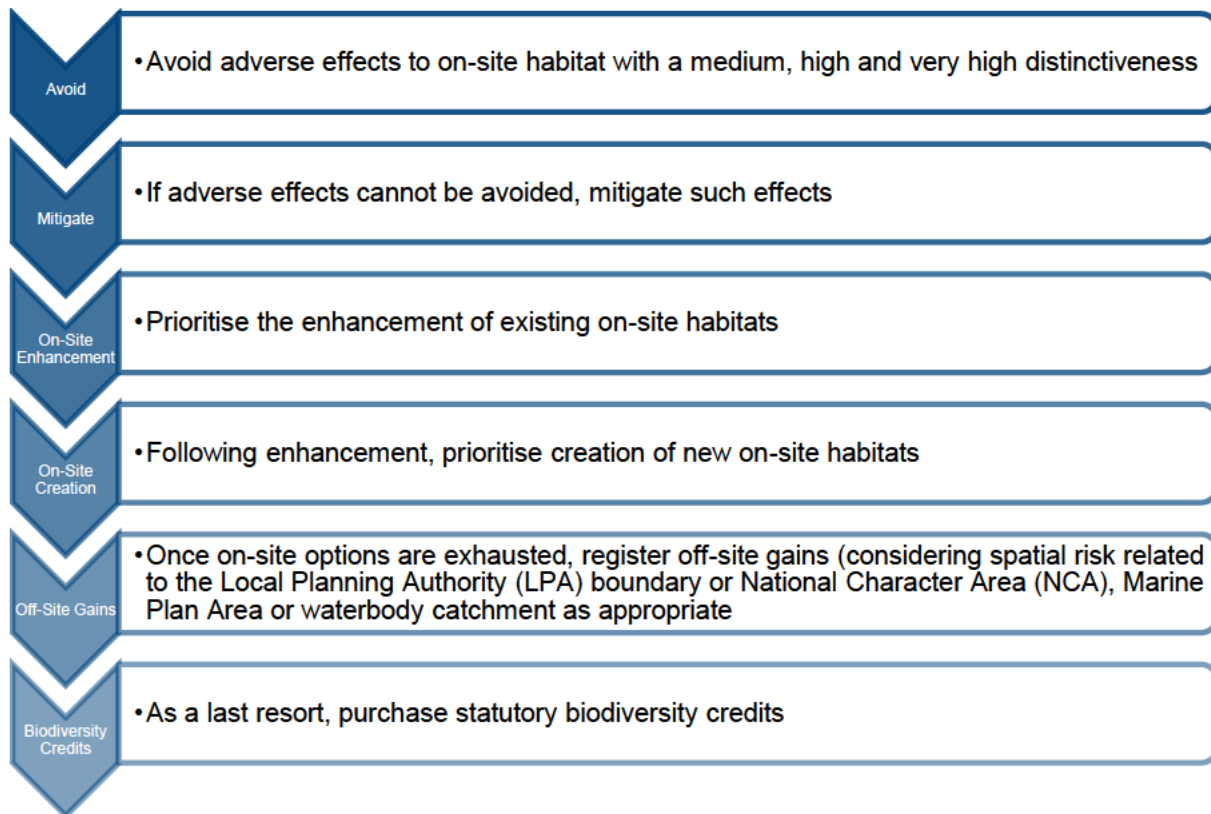 Avoid
•Avoid adverse effects to on-site habitat with a medium, high and very high distinctiveness
Mitigate
•If adverse effects cannot be avoided, mitigate such effects
On-Site
Enhancement
•Prioritise the enhancement of existing on-site habitats
On-Site
Creation
•Following enhancement, prioritise creation of new on-site habitats
Off-Site Gains
•Once on-site options are exhausted, register off-site gains (considering spatial risk related
to the Local Planning Authority (LPA) boundary or National Character Area (NCA), Marine
Plan Area or waterbody catchment as appropriate
Biodiversity
Credits
•As a last resort, purchase statutory biodiversity credits